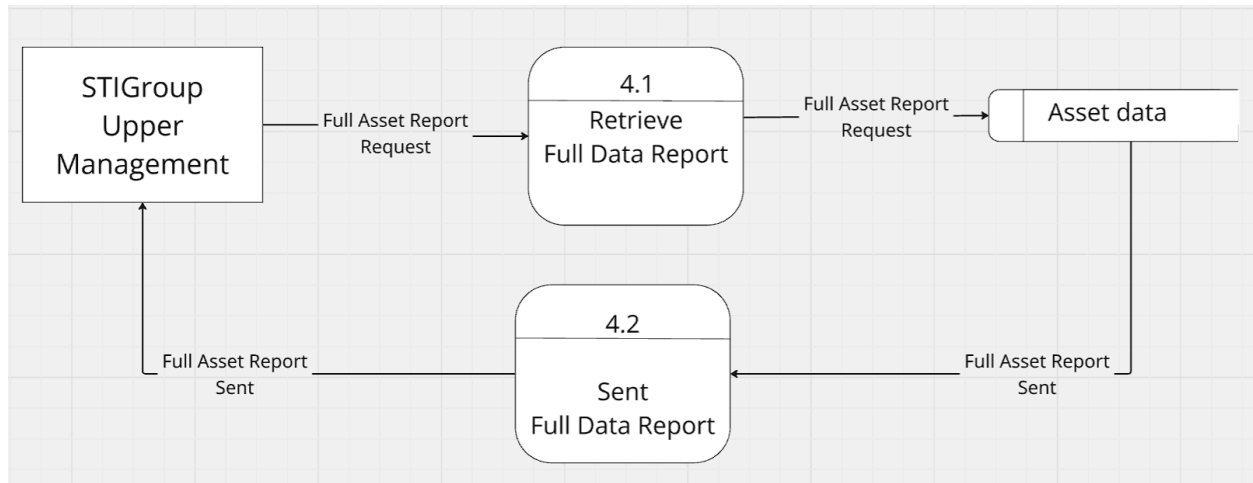 STIGroup
Upper
Management
Full Asset Report
Request
4.1
Retrieve
Full Data Report
Full Asset Report
Request
Asset data
Full Asset Report
Sent
4.2
Sent
Full Data Report
Full Asset Report
Sent